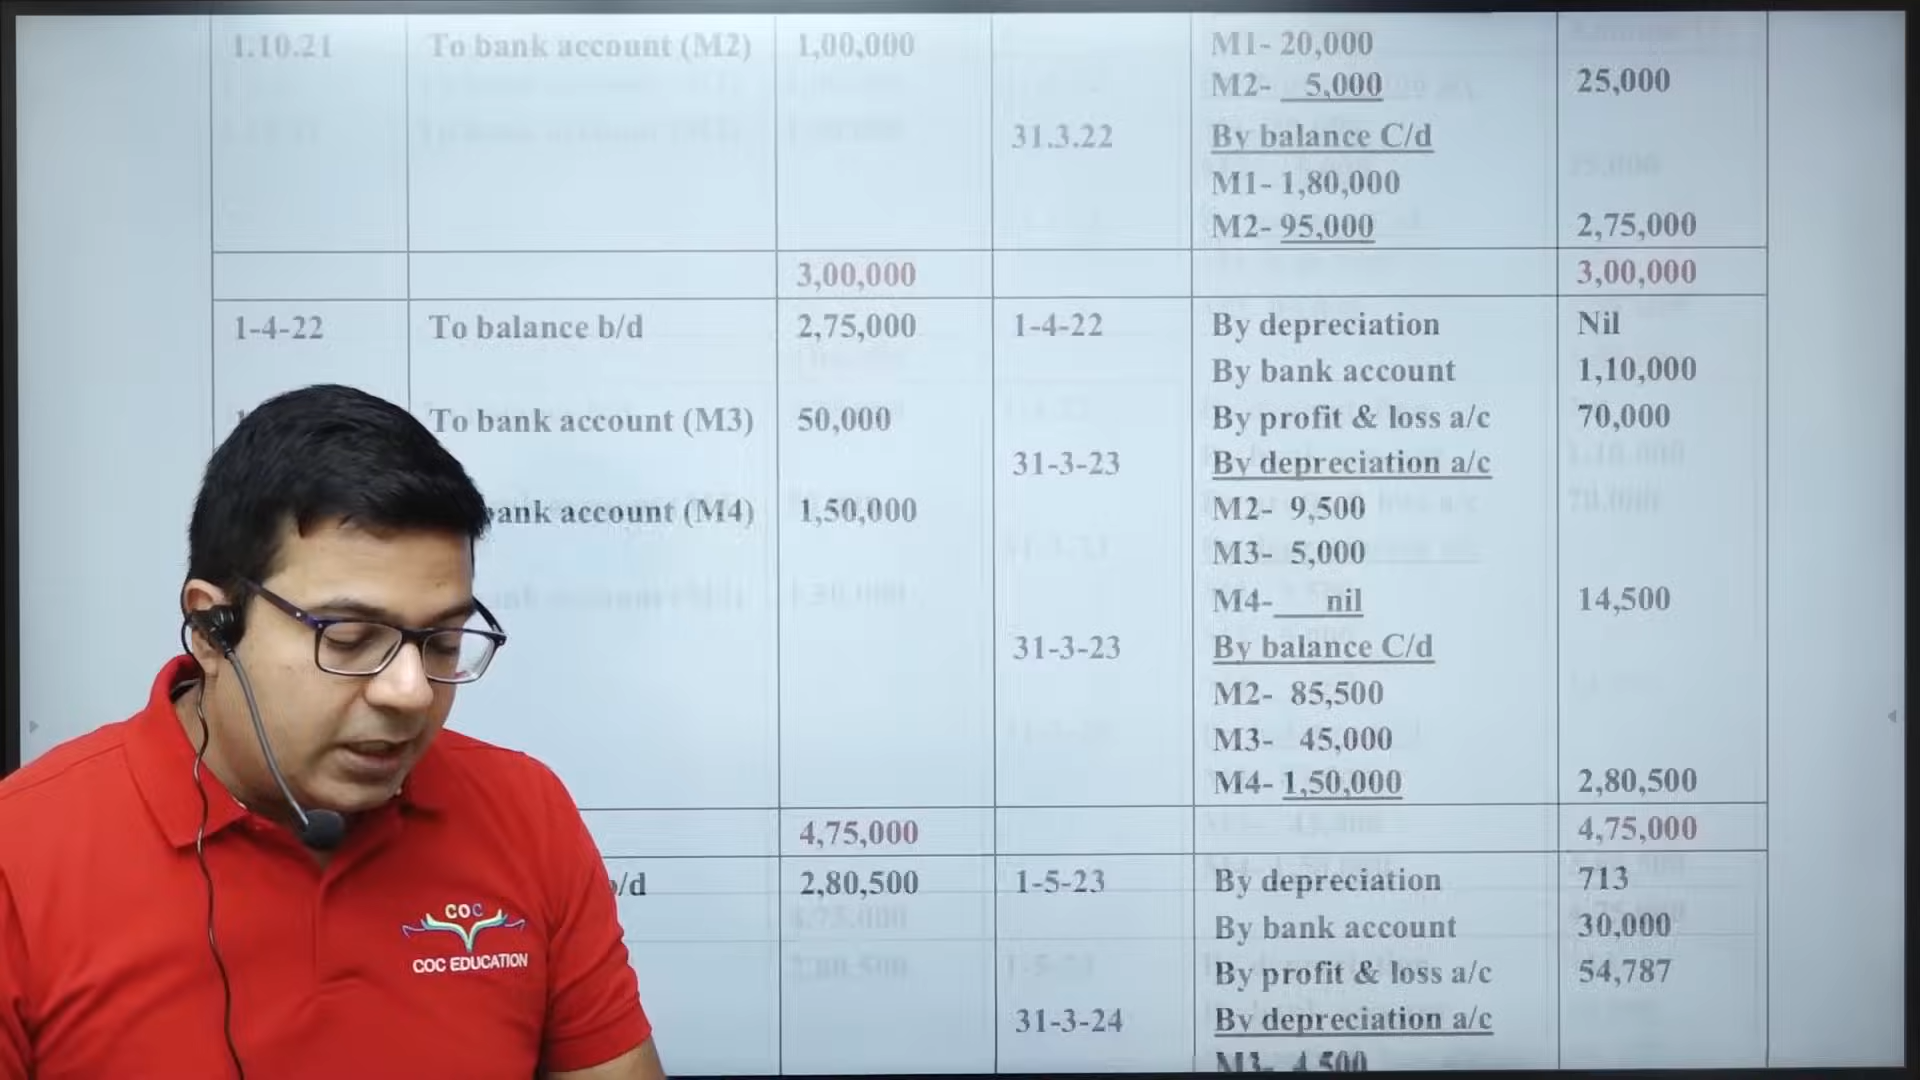 1.10.21 To bank account (M2) 1,00,000 M1- 20,000
M2- 5,000 25,000
31.3.22 By balance C/d
M1- 1,80,000
M2- 95,000 2,75,000
3,00,000 3,00,000
1-4-22 To balance b/d 2,75,000 1-4-22 By depreciation Nil
By bank account 1,10,000
To bank account (M3) 50,000 By profit & loss a/c 70,000
31-3-23 By depreciation a/c
bank account (M4) 1,50,000 M2- 9,500
M3- 5,000
M4- nil 14,500
31-3-23 By balance C/d
M2- 85,500
M3- 45,000
M4- 1,50,000 2,80,500
4,75,000 4,75,000
b/d 2,80,500 1-5-23 By depreciation 713
By bank account 30,000
By profit & loss a/c 54,787
31-3-24 By depreciation a/c
M3- 4,500
COC
COC EDUCATION